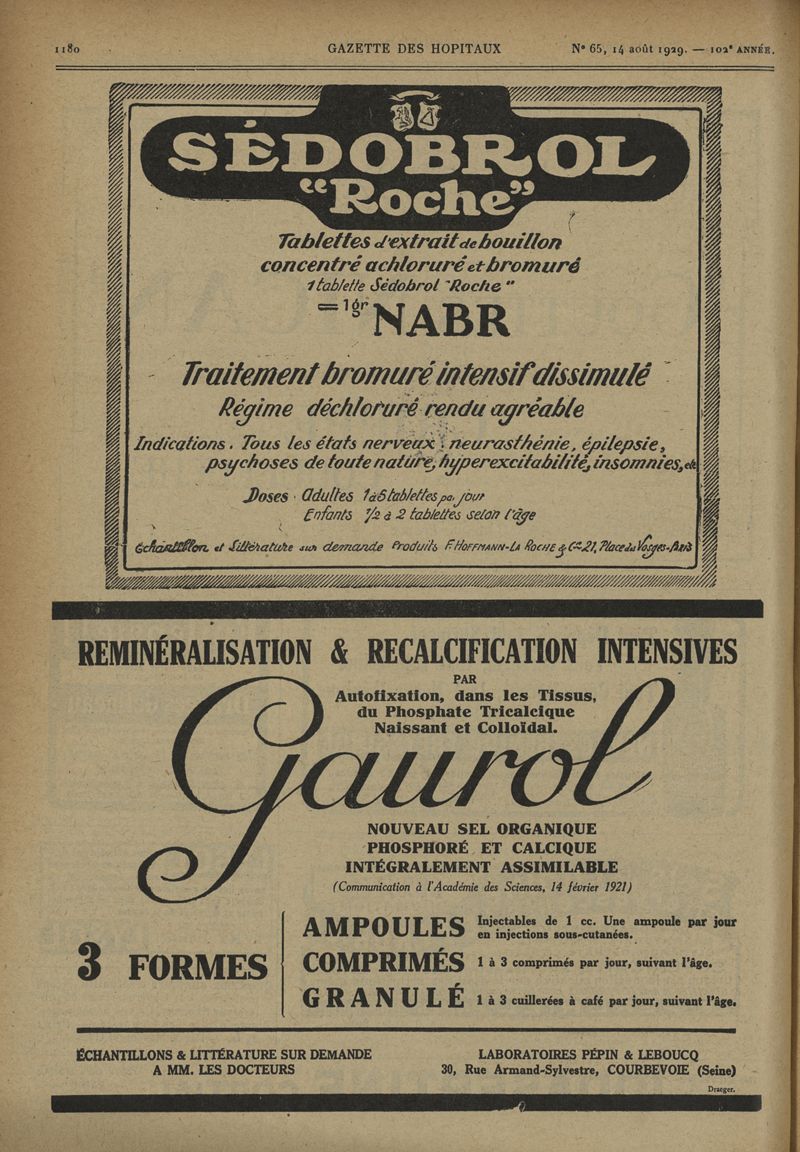 1180 GAZETTE DES HOPITAUX N° 65, 14 août 1929. — 102e ANNÉE.
SÉDOBROL
"Roche"
Tablettes d'extrait de bouillon
concentré achloruré et bromuré
1 tablette Sédobrol "Roche"
= 1gr NABR
Traitement bromuré intensif dissimulé
Régime déchloruré rendu agréable
Indications. Tous les états nerveux: neurasthénie, épilepsie,
psychoses de toute nature, hyperexcitabilité, insomnies, etc
Doses. Adultes 1 à 5 tablettes par jour
Enfants 1/2 à 2 tablettes selon l'âge
Échantillon et Littérature sur demande Produits F. HOFFMANN-LA ROCHE & Cie 21, Place des Vosges-Paris
REMINÉRALISATION & RECALCIFICATION INTENSIVES
PAR
Autofixation, dans les Tissus,
du Phosphate Tricalcique
Naissant et Colloïdal.
Gaurol
NOUVEAU SEL ORGANIQUE
PHOSPHORÉ ET CALCIQUE
INTÉGRALEMENT ASSIMILABLE
(Communication à l'Académie des Sciences, 14 février 1921)
3 FORMES
AMPOULES Injectables de 1 cc. Une ampoule par jour
en injections sous-cutanées.
COMPRIMÉS 1 à 3 comprimés par jour, suivant l'âge.
GRANULÉ 1 à 3 cuillerées à café par jour, suivant l'âge.
ÉCHANTILLONS & LITTÉRATURE SUR DEMANDE
A MM. LES DOCTEURS
LABORATOIRES PÉPIN & LEBOUCQ
30, Rue Armand-Sylvestre, COURBEVOIE (Seine)
Draeger.